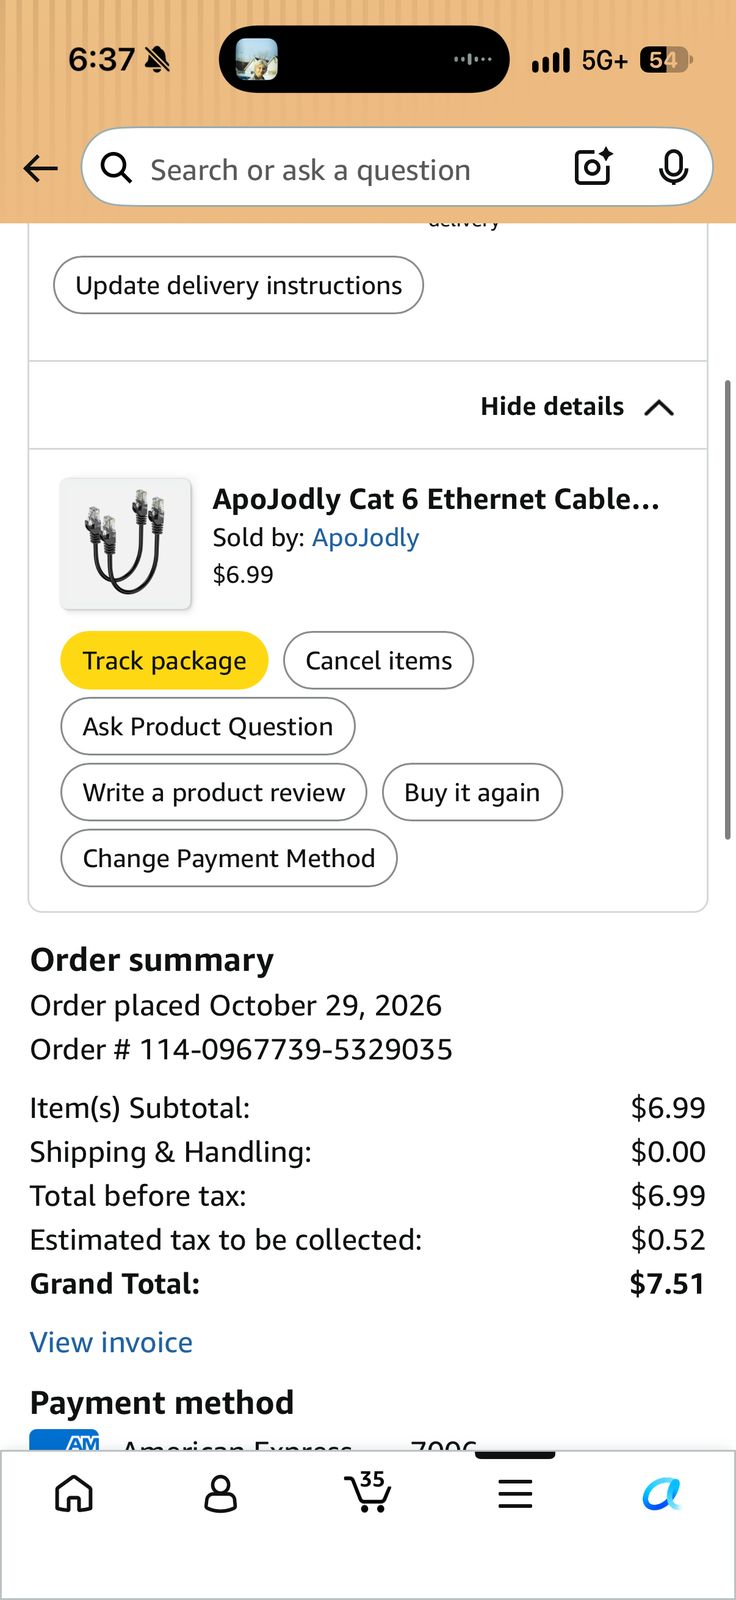 6:37
5G+
54
Search or ask a question
delivery
Update delivery instructions
Hide details
ApoJodly Cat 6 Ethernet Cable...
Sold by: ApoJodly
$6.99
Track package
Cancel items
Ask Product Question
Write a product review
Buy it again
Change Payment Method
Order summary
Order placed October 29, 2026
Order # 114-0967739-5329035
Item(s) Subtotal: $6.99
Shipping & Handling: $0.00
Total before tax: $6.99
Estimated tax to be collected: $0.52
Grand Total: $7.51
View invoice
Payment method
AM
American Express
35